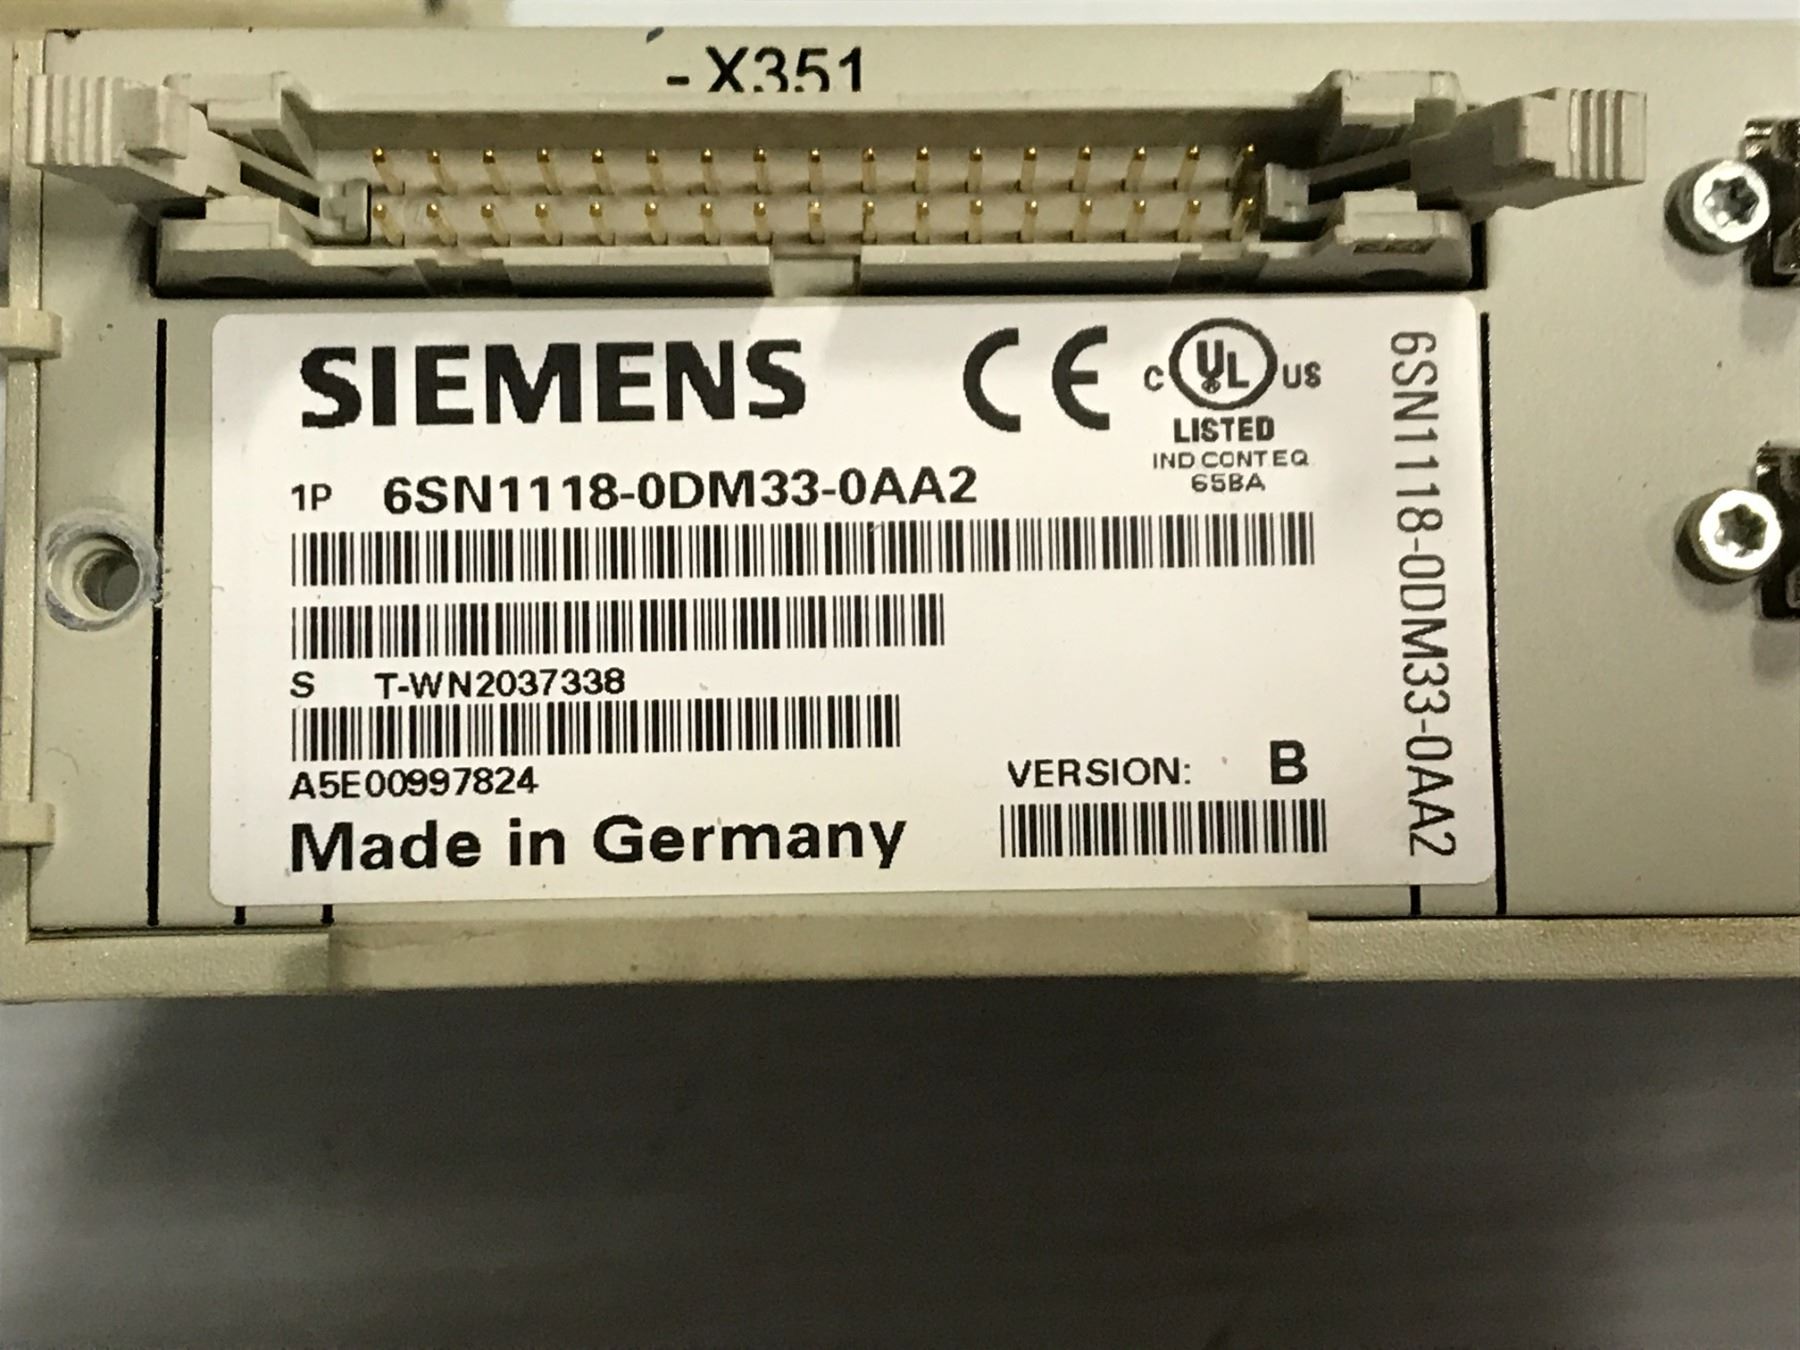 -X351
SIEMENS
CE
C UL US
LISTED
IND CONT EQ
65BA
1P 6SN1118-0DM33-0AA2
S T-WN2037338
A5E00997824
VERSION: B
Made in Germany
6SN1118-0DM33-0AA2